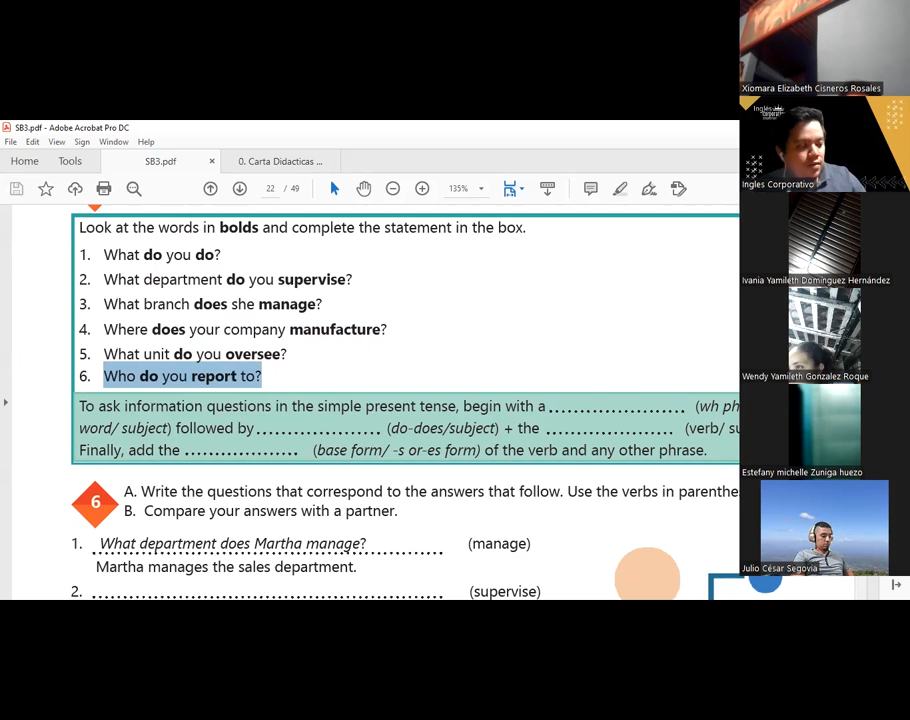 SB3.pdf - Adobe Acrobat Pro DC
File Edit View Sign Window Help
Home Tools SB3.pdf × 0. Carta Didacticas ...
22 / 49 135%
Look at the words in bolds and complete the statement in the box.
1. What do you do?
2. What department do you supervise?
3. What branch does she manage?
4. Where does your company manufacture?
5. What unit do you oversee?
6. Who do you report to?
To ask information questions in the simple present tense, begin with a ........................ (wh ph
word/ subject) followed by ...................... (do-does/subject) + the ...................... (verb/ su
Finally, add the .................... (base form/ -s or-es form) of the verb and any other phrase.
6
A. Write the questions that correspond to the answers that follow. Use the verbs in parenthe
B. Compare your answers with a partner.
1. What department does Martha manage? (manage)
Martha manages the sales department.
2. ............................................................ (supervise)
Xiomara Elizabeth Cisneros Rosales
Inglés
Corporativo
Ingles Corporativo
Ivania Yamileth Domínguez Hernández
Wendy Yamileth Gonzalez Roque
Estefany michelle Zuniga huezo
Julio César Segovia